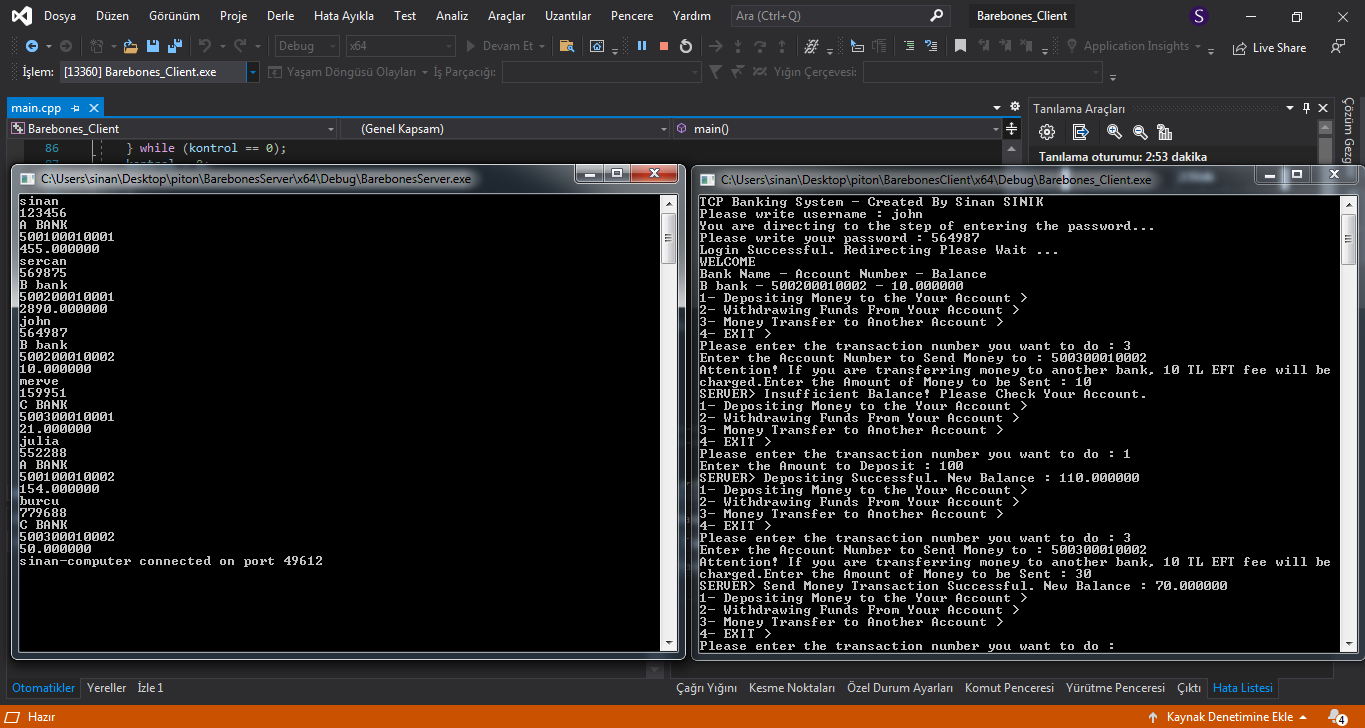 Dosya Düzen Görünüm Proje Derle Hata Ayıkla Test Analiz Araçlar Uzantılar Pencere Yardım Ara (Ctrl+Q) Barebones_Client S
Debug x64 Devam Et Application Insights Live Share
İşlem: [13360] Barebones_Client.exe Yaşam Döngüsü Olayları İş Parçacığı: Yığın Çerçevesi:
main.cpp
Barebones_Client (Genel Kapsam) main()
86 } while (kontrol == 0);
Tanılama Araçları
Tanılama oturumu: 2:53 dakika
Çözüm Gezg
C:\Users\sinan\Desktop\piton\BarebonesServer\x64\Debug\BarebonesServer.exe
sinan
123456
A BANK
500100010001
455.000000
sercan
569875
B bank
500200010001
2890.000000
john
564987
B bank
500200010002
10.000000
merve
159951
C BANK
500300010001
21.000000
julia
552288
A BANK
500100010002
154.000000
burcu
779688
C BANK
500300010002
50.000000
sinan-computer connected on port 49612
C:\Users\sinan\Desktop\piton\BarebonesClient\x64\Debug\Barebones_Client.exe
TCP Banking System - Created By Sinan SINIK
Please write username : john
You are directing to the step of entering the password...
Please write your password : 564987
Login Successful. Redirecting Please Wait ...
WELCOME
Bank Name - Account Number - Balance
B bank - 500200010002 - 10.000000
1- Depositing Money to the Your Account >
2- Withdrawing Funds From Your Account >
3- Money Transfer to Another Account >
4- EXIT >
Please enter the transaction number you want to do : 3
Enter the Account Number to Send Money to : 500300010002
Attention! If you are transferring money to another bank, 10 TL EFT fee will be
charged.Enter the Amount of Money to be Sent : 10
SERVER> Insufficient Balance! Please Check Your Account.
1- Depositing Money to the Your Account >
2- Withdrawing Funds From Your Account >
3- Money Transfer to Another Account >
4- EXIT >
Please enter the transaction number you want to do : 1
Enter the Amount to Deposit : 100
SERVER> Depositing Successful. New Balance : 110.000000
1- Depositing Money to the Your Account >
2- Withdrawing Funds From Your Account >
3- Money Transfer to Another Account >
4- EXIT >
Please enter the transaction number you want to do : 3
Enter the Account Number to Send Money to : 500300010002
Attention! If you are transferring money to another bank, 10 TL EFT fee will be
charged.Enter the Amount of Money to be Sent : 30
SERVER> Send Money Transaction Successful. New Balance : 70.000000
1- Depositing Money to the Your Account >
2- Withdrawing Funds From Your Account >
3- Money Transfer to Another Account >
4- EXIT >
Please enter the transaction number you want to do :
Otomatikler Yereller İzle 1
Çağrı Yığını Kesme Noktaları Özel Durum Ayarları Komut Penceresi Yürütme Penceresi Çıktı Hata Listesi
Hazır Kaynak Denetimine Ekle 4